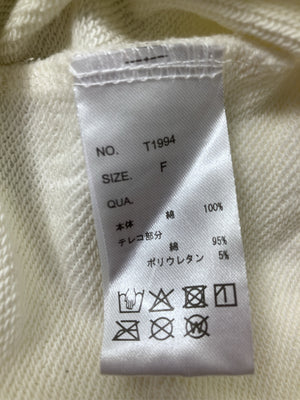 NO. T1994
SIZE. F
QUA.
本体 綿 100%
テレコ部分
綿 95%
ポリウレタン 5%
W